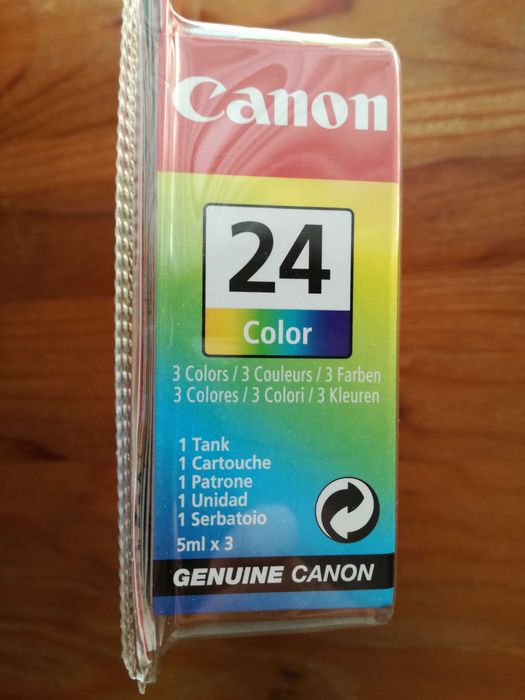 Canon
24
Color
3 Colors / 3 Couleurs / 3 Farben
3 Colores / 3 Colori / 3 Kleuren
1 Tank
1 Cartouche
1 Patrone
1 Unidad
1 Serbatoio
5ml x 3
GENUINE CANON